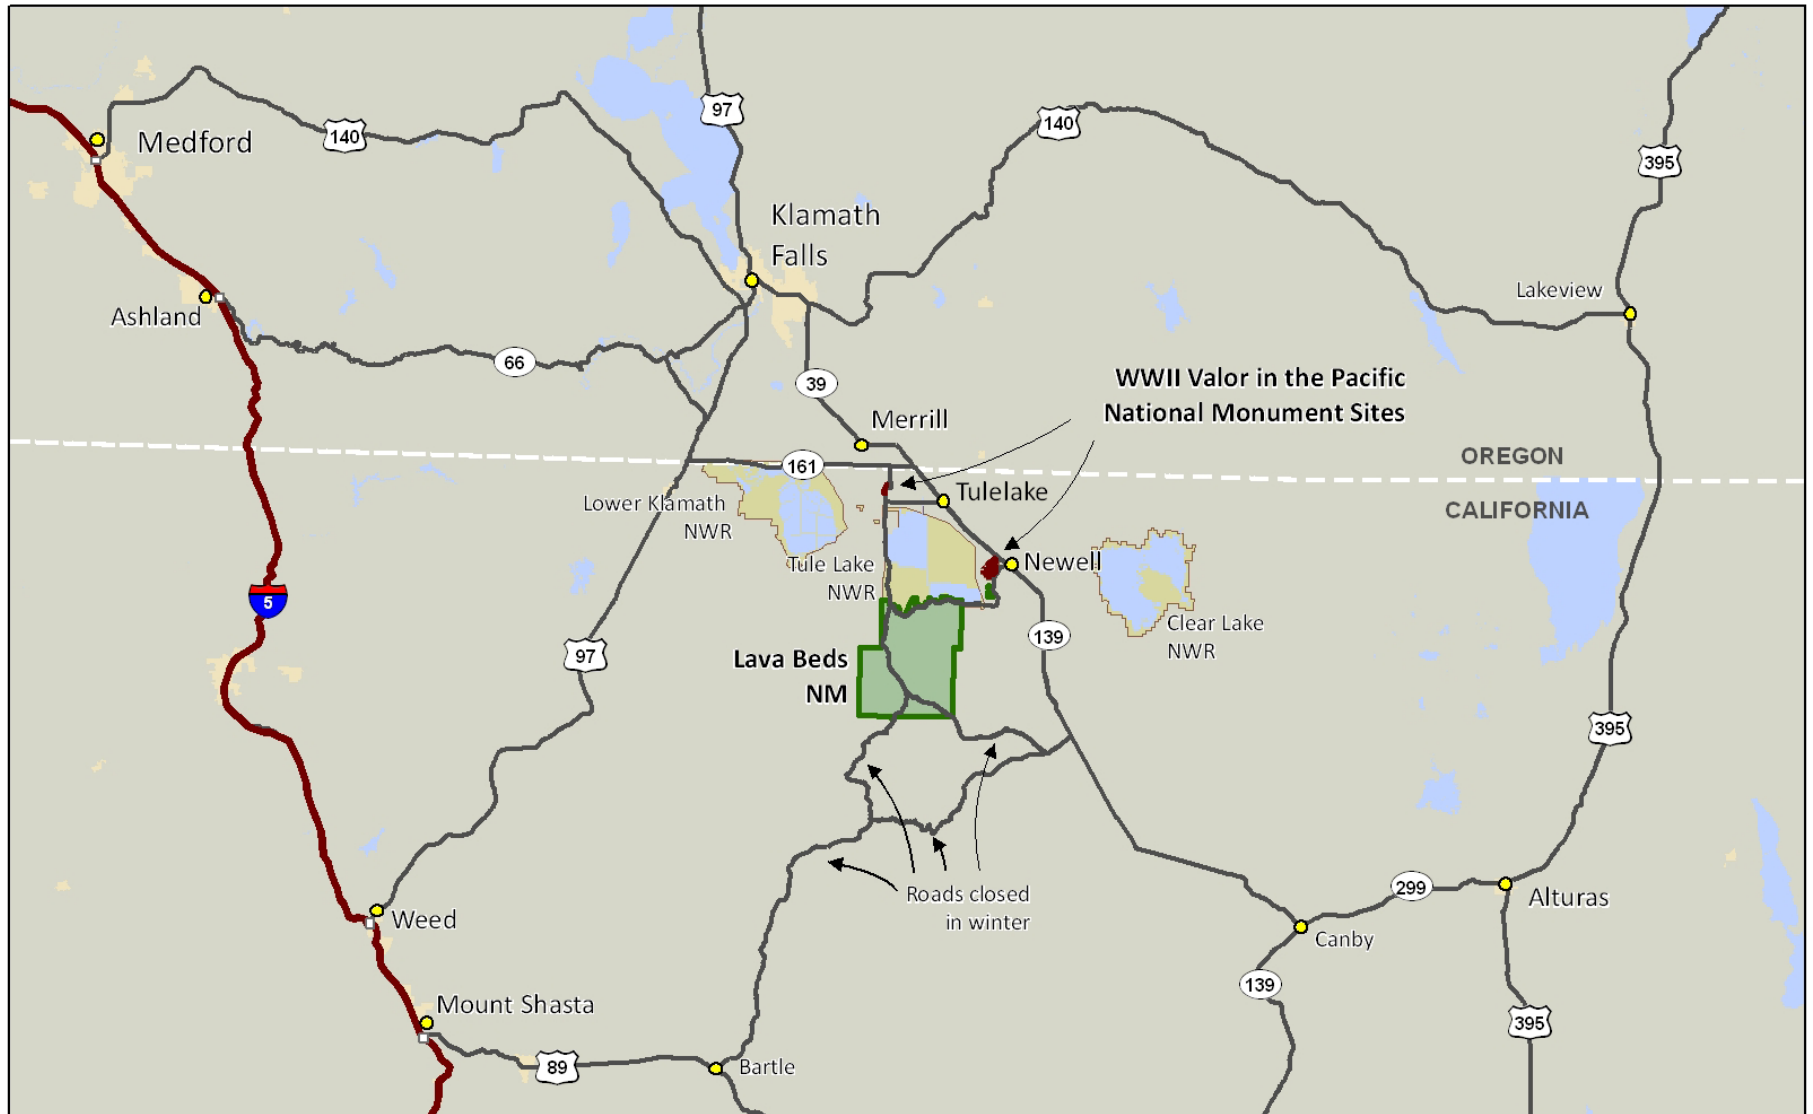 97
140
140
Medford
395
Klamath
Falls
Lakeview
Ashland
66
39
WWII Valor in the Pacific
National Monument Sites
Merrill
OREGON
161
Tulelake
Lower Klamath
NWR
CALIFORNIA
Tule Lake
NWR
Newell
5
Clear Lake
NWR
139
97
Lava Beds
NM
395
Roads closed
in winter
299
Alturas
Weed
Canby
139
Mount Shasta
395
89
Bartle